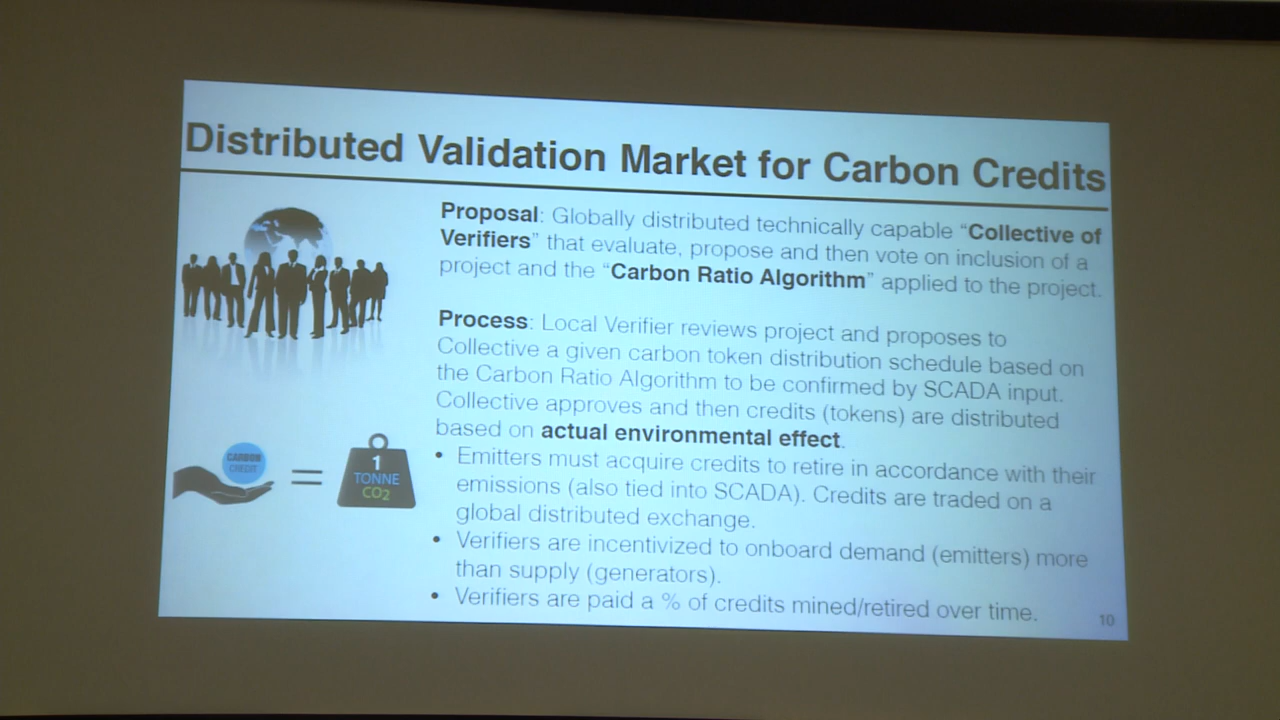 Distributed Validation Market for Carbon Credits
Proposal: Globally distributed technically capable “Collective of
Verifiers” that evaluate, propose and then vote on inclusion of a
project and the “Carbon Ratio Algorithm” applied to the project.
Process: Local Verifier reviews project and proposes to
Collective a given carbon token distribution schedule based on
the Carbon Ratio Algorithm to be confirmed by SCADA input.
Collective approves and then credits (tokens) are distributed
based on actual environmental effect.
• Emitters must acquire credits to retire in accordance with their
emissions (also tied into SCADA). Credits are traded on a
global distributed exchange.
• Verifiers are incentivized to onboard demand (emitters) more
than supply (generators).
• Verifiers are paid a % of credits mined/retired over time.
CARBON
CREDIT
=
1
TONNE
CO2
10